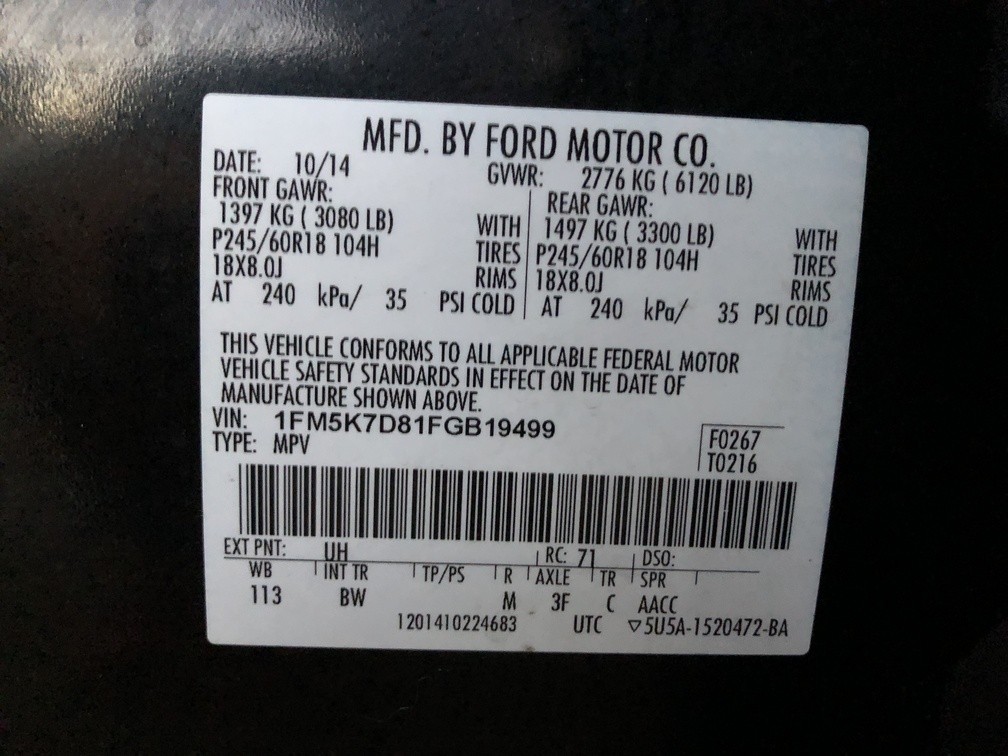 MFD. BY FORD MOTOR CO.
DATE: 10/14 GVWR: 2776 KG ( 6120 LB)
FRONT GAWR: REAR GAWR:
1397 KG ( 3080 LB) WITH 1497 KG ( 3300 LB) WITH
P245/60R18 104H TIRES P245/60R18 104H TIRES
18X8.0J RIMS 18X8.0J RIMS
AT 240 kPa/ 35 PSI COLD AT 240 kPa/ 35 PSI COLD
THIS VEHICLE CONFORMS TO ALL APPLICABLE FEDERAL MOTOR
VEHICLE SAFETY STANDARDS IN EFFECT ON THE DATE OF
MANUFACTURE SHOWN ABOVE.
VIN: 1FM5K7D81FGB19499
TYPE: MPV
F0267
T0216
EXT PNT: UH RC: 71 DSO:
WB INT TR TP/PS R AXLE TR SPR
113 BW M 3F C AACC
1201410224683 UTC ▽5U5A-1520472-BA